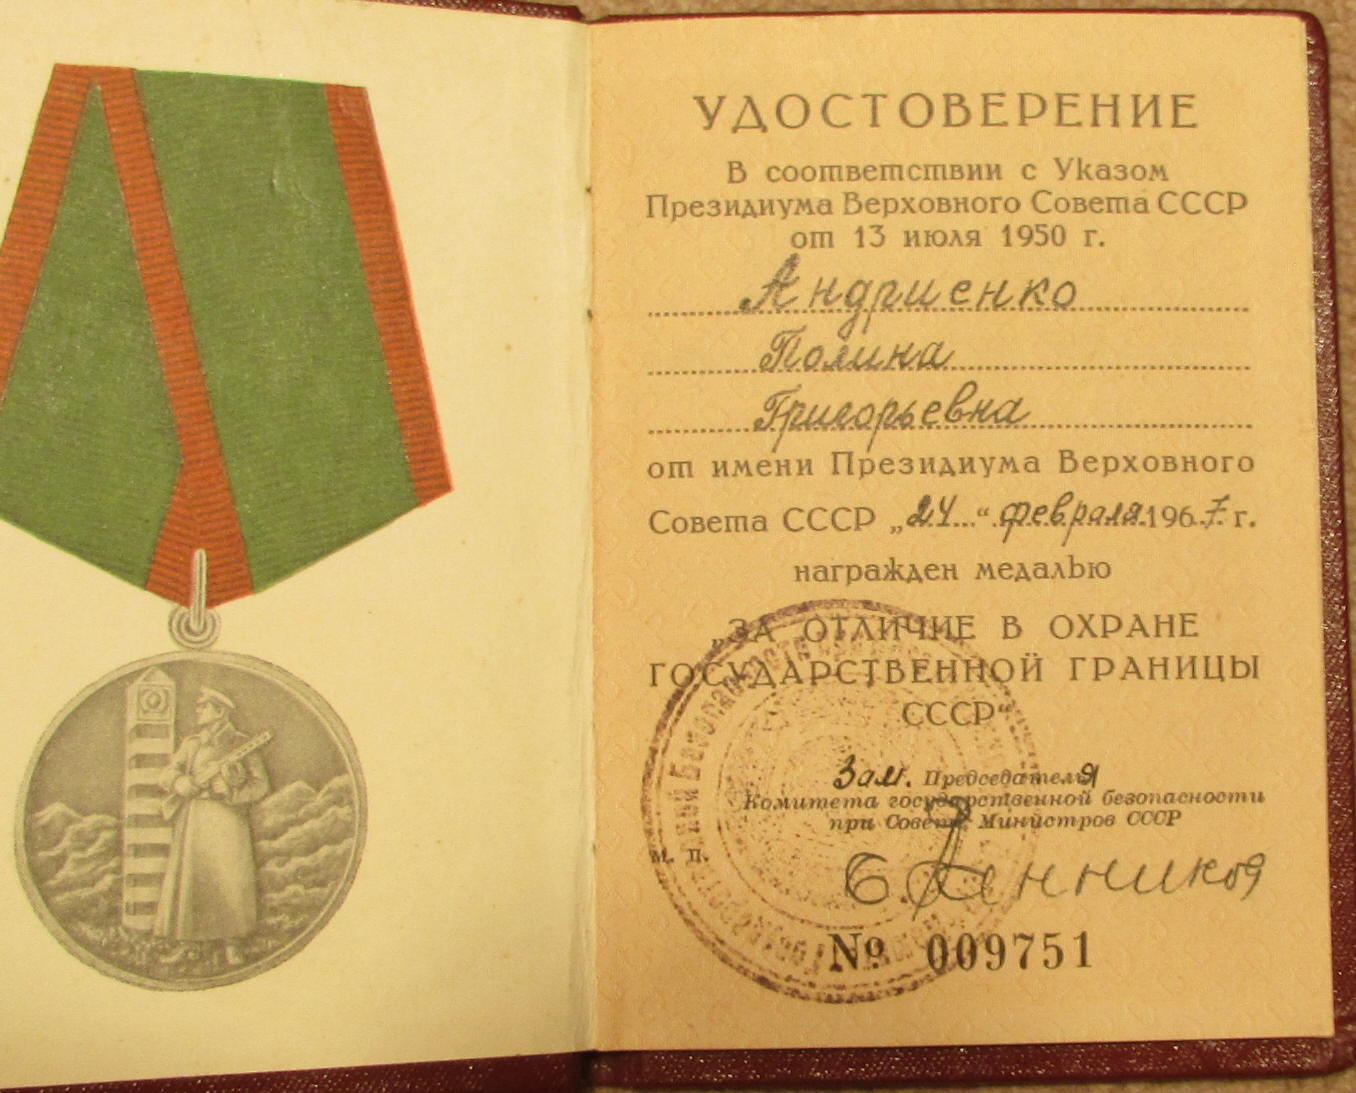 УДОСТОВЕРЕНИЕ
В соответствии с Указом
Президиума Верховного Совета СССР
от 13 июля 1950 г.
Андриенко
Полина
Григорьевна
от имени Президиума Верховного
Совета СССР „24“ февраля 1967 г.
награжден медалью
„ЗА ОТЛИЧИЕ В ОХРАНЕ
ГОСУДАРСТВЕННОЙ ГРАНИЦЫ
СССР“
Зам. Председателя
Комитета государственной безопасности
при Совете Министров СССР
м. п.
№ 009751